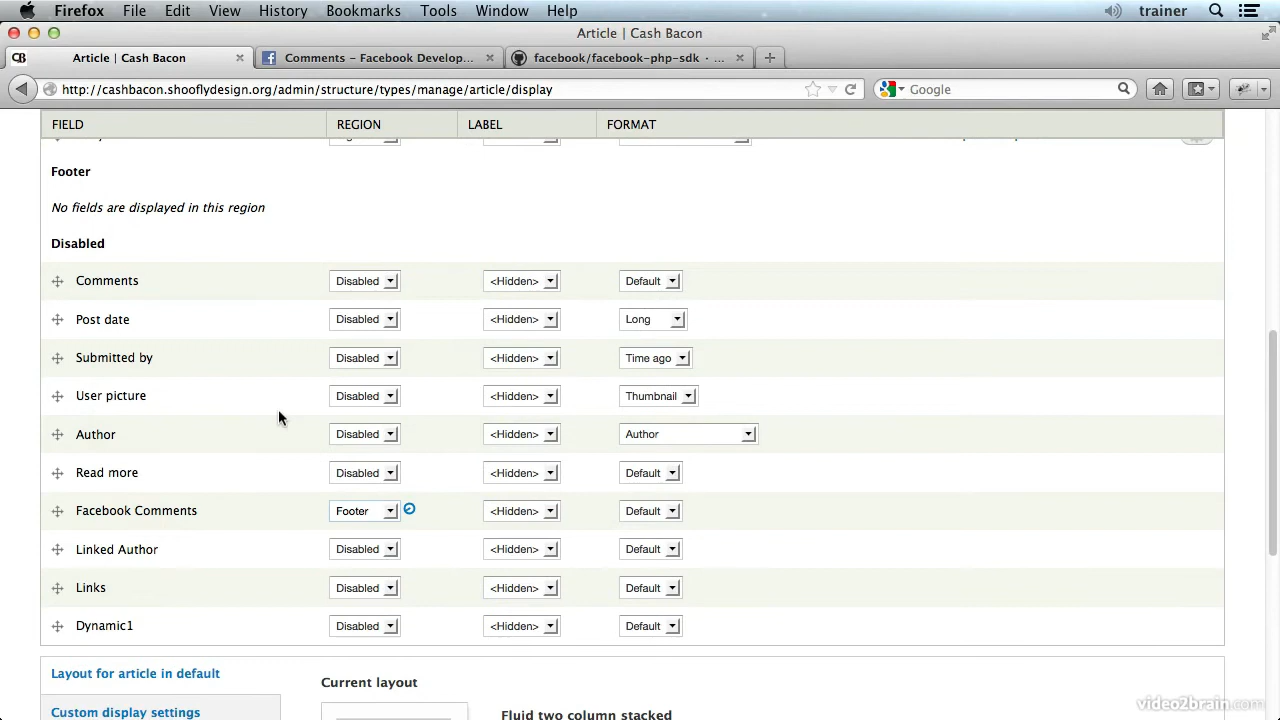 Firefox File Edit View History Bookmarks Tools Window Help trainer
Article | Cash Bacon
CB Article | Cash Bacon Comments – Facebook Develop... facebook/facebook-php-sdk · ...
http://cashbacon.shooflydesign.org/admin/structure/types/manage/article/display Google
FIELD REGION LABEL FORMAT
Footer
No fields are displayed in this region
Disabled
Comments Disabled <Hidden> Default
Post date Disabled <Hidden> Long
Submitted by Disabled <Hidden> Time ago
User picture Disabled <Hidden> Thumbnail
Author Disabled <Hidden> Author
Read more Disabled <Hidden> Default
Facebook Comments Footer <Hidden> Default
Linked Author Disabled <Hidden> Default
Links Disabled <Hidden> Default
Dynamic1 Disabled <Hidden> Default
Layout for article in default
Current layout
Custom display settings
Fluid two column stacked
video2brain.com